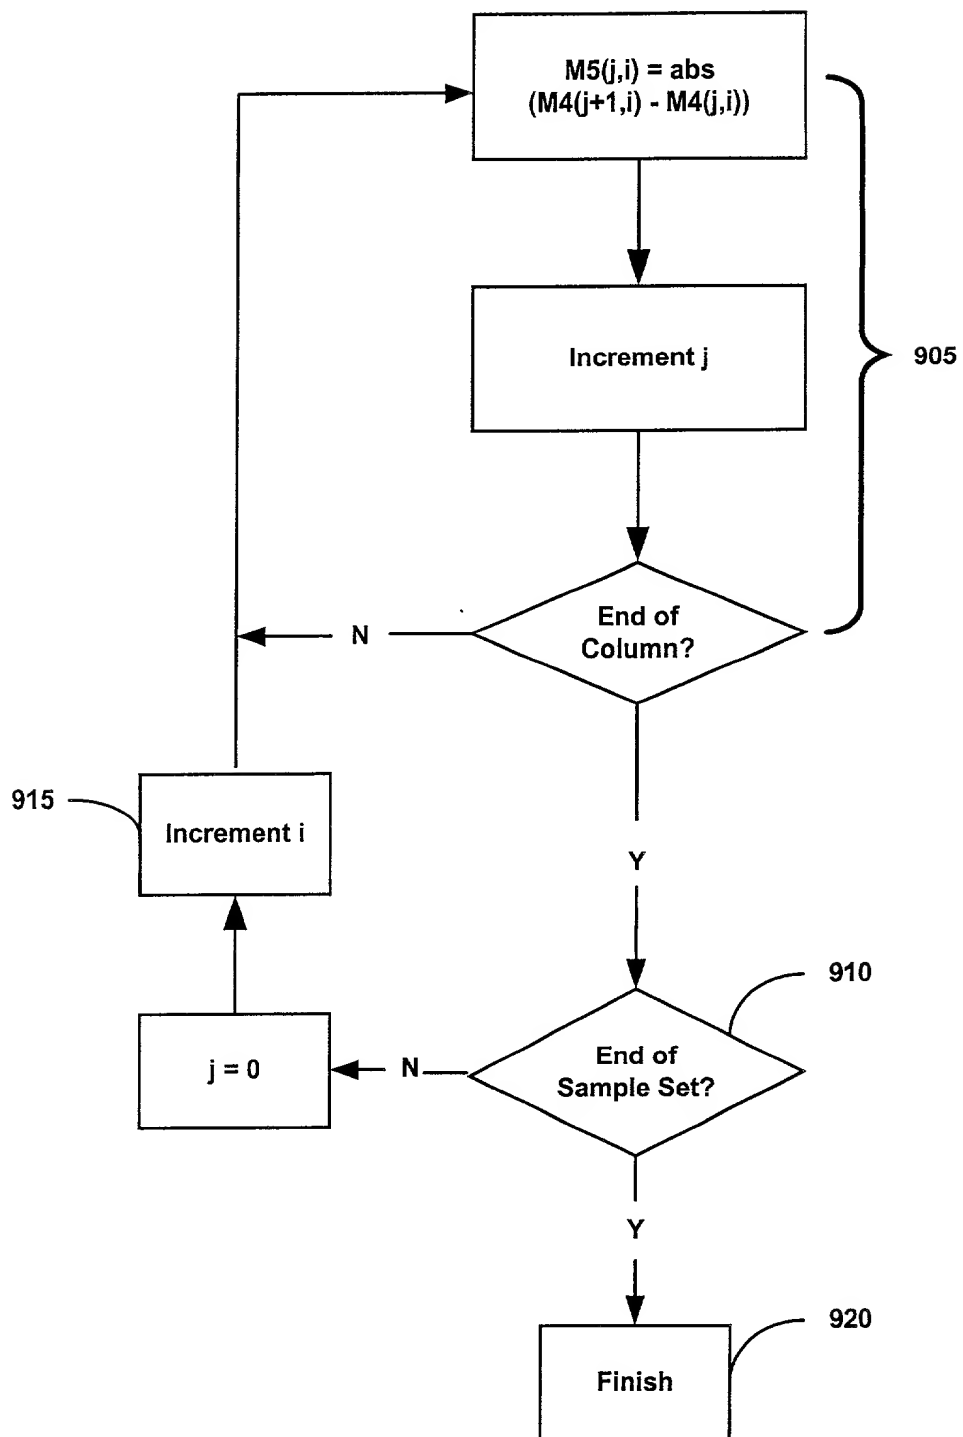 M5(j,i) = abs
(M4(j+1,i) - M4(j,i))
Increment j
905
End of
Column?
N
915
Increment i
Y
910
End of
Sample Set?
N
j = 0
Y
920
Finish